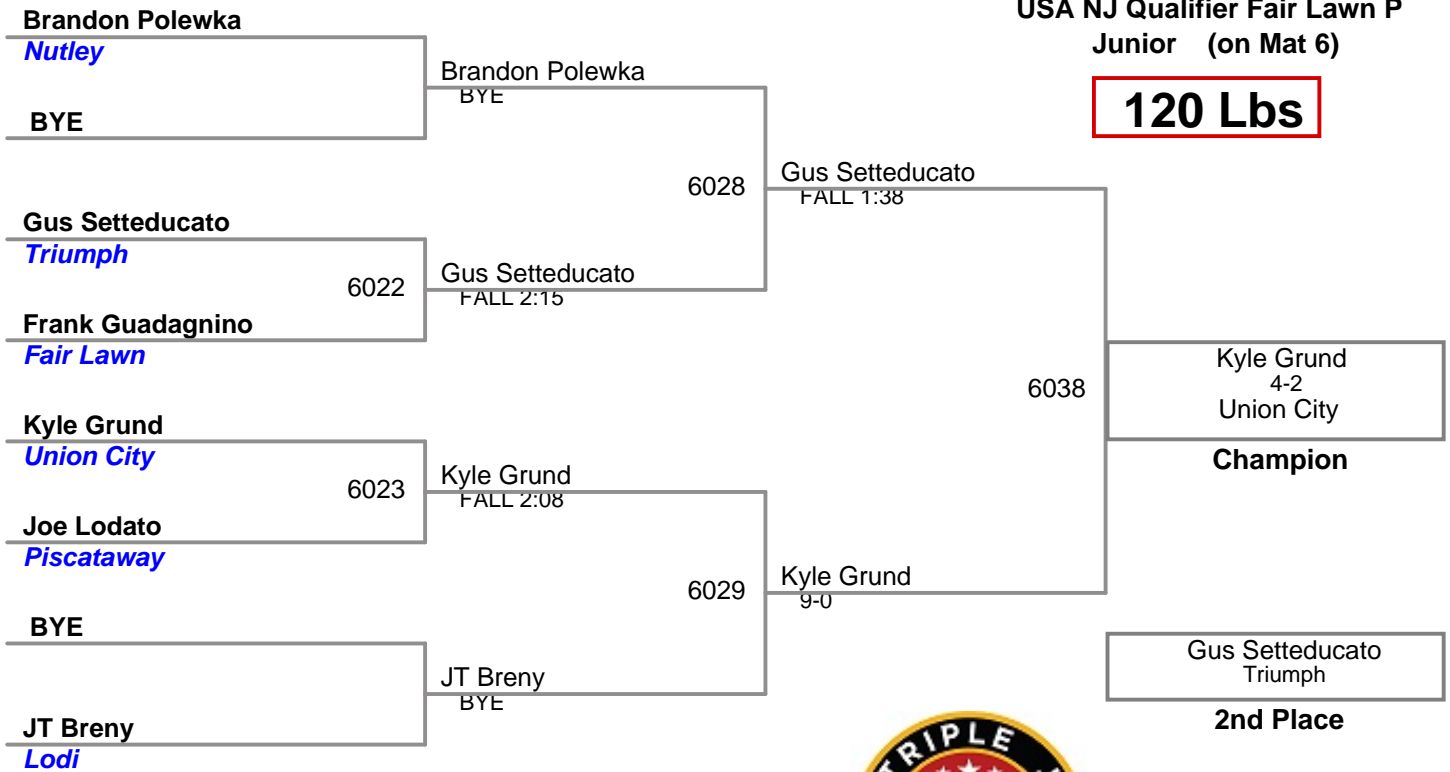 USA NJ Qualifier Fair Lawn P
Junior (on Mat 6)
120 Lbs
Brandon Polewka
Nutley
BYE
Gus Setteducato
Triumph
6022
Frank Guadagnino
Fair Lawn
Kyle Grund
Union City
6023
Joe Lodato
Piscataway
BYE
JT Breny
Lodi
Brandon Polewka
BYE
6028
Gus Setteducato
FALL 2:15
Kyle Grund
FALL 2:08
6029
JT Breny
BYE
Gus Setteducato
FALL 1:38
6038
Kyle Grund
9-0
Kyle Grund
4-2
Union City
Champion
Gus Setteducato
Triumph
2nd Place
TRIPLE